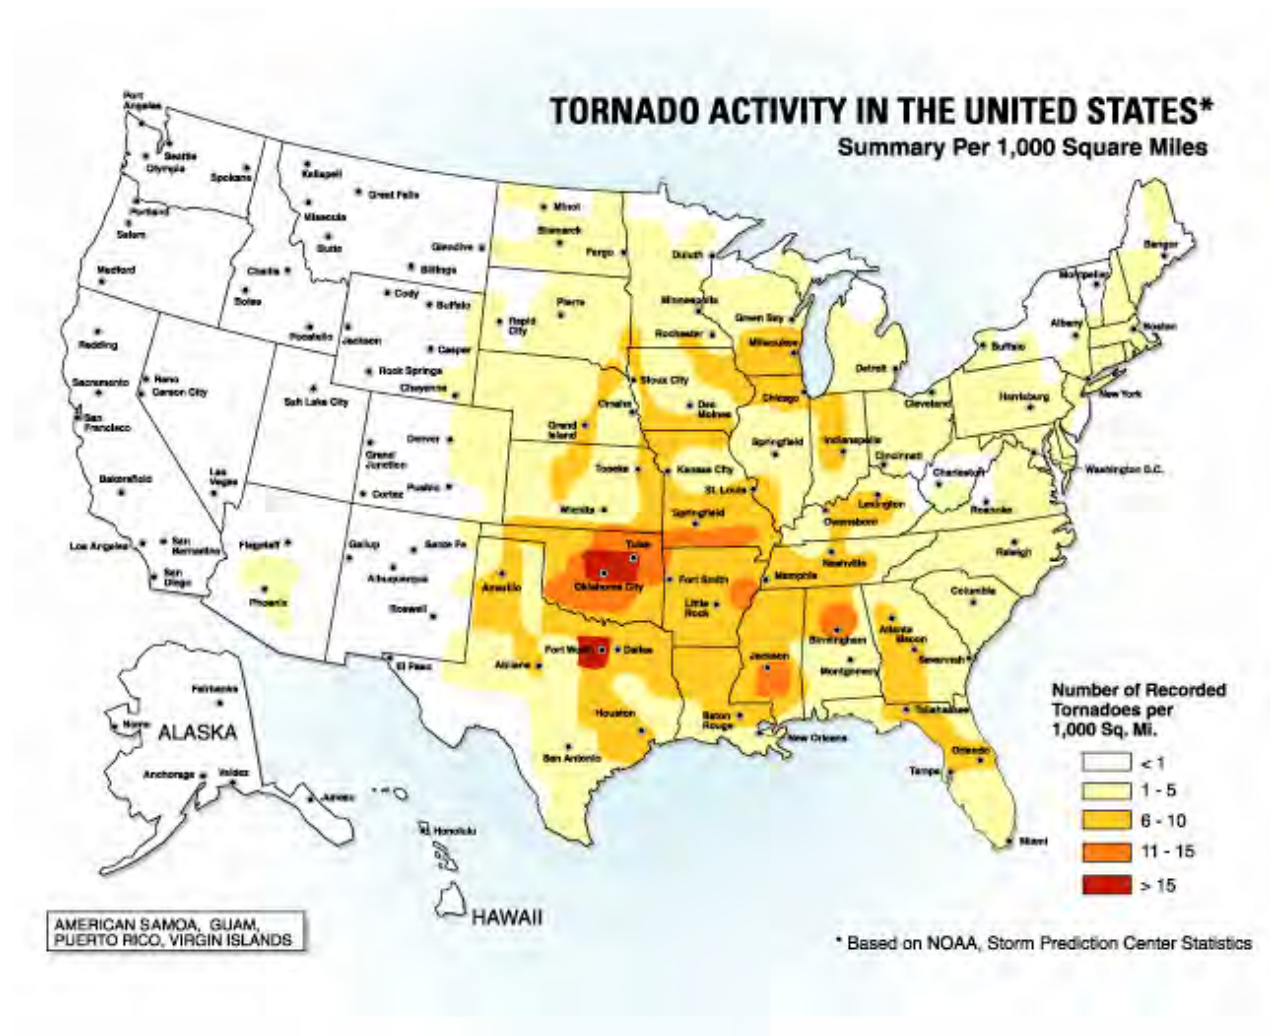 TORNADO ACTIVITY IN THE UNITED STATES*
Summary Per 1,000 Square Miles
Port
Angeles
Seattle
Olympia
Spokane
Portland
Salem
Medford
Kalispell
Great Falls
Missoula
Butte
Glendive
Billings
Boise
Pocatello
Cody
Buffalo
Jackson
Casper
Rock Springs
Cheyenne
Minot
Bismarck
Fargo
Pierre
Rapid
City
Duluth
Minneapolis
Rochester
Green Bay
Milwaukee
Detroit
Bangor
Montpelier
Albany
Boston
Buffalo
New York
Harrisburg
Cleveland
Redding
Sacramento
San
Francisco
Reno
Carson City
Salt Lake City
Denver
Grand
Junction
Pueblo
Cortez
Sioux City
Omaha
Des
Moines
Grand
Island
Chicago
Springfield
Indianapolis
Cincinnati
Charleston
Washington D.C.
Roanoke
Bakersfield
Las
Vegas
Topeka
Kansas City
St. Louis
Wichita
Springfield
Lexington
Owensboro
Los Angeles
San
Bernardino
San
Diego
Flagstaff
Phoenix
Gallup
Santa Fe
Albuquerque
Roswell
Tulsa
Oklahoma City
Amarillo
Fort Smith
Little
Rock
Memphis
Nashville
Raleigh
Columbia
Atlanta
Macon
Savannah
Birmingham
Montgomery
Jackson
El Paso
Abilene
Fort Worth
Dallas
Houston
San Antonio
Baton
Rouge
New Orleans
Tallahassee
Orlando
Tampa
Miami
Fairbanks
Nome
ALASKA
Anchorage
Valdez
Juneau
Honolulu
HAWAII
AMERICAN SAMOA, GUAM,
PUERTO RICO, VIRGIN ISLANDS
Number of Recorded
Tornadoes per
1,000 Sq. Mi.
< 1
1 - 5
6 - 10
11 - 15
> 15
* Based on NOAA, Storm Prediction Center Statistics